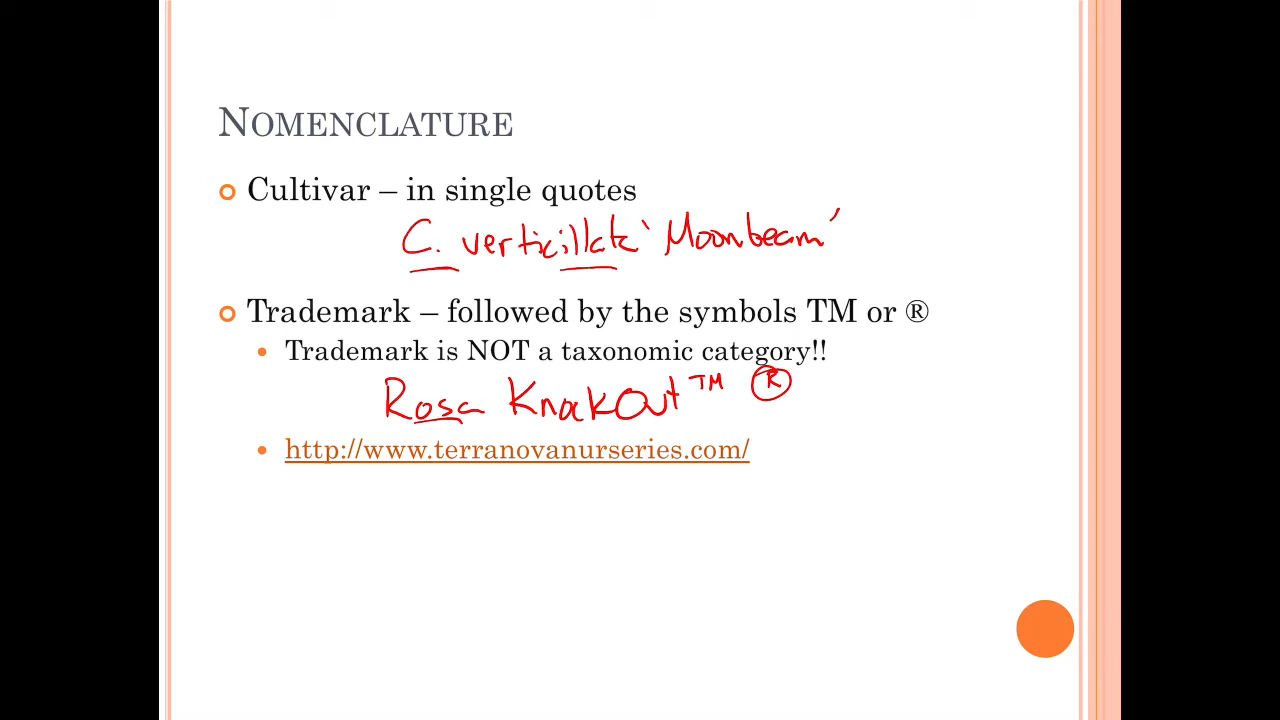 NOMENCLATURE
Cultivar – in single quotes
C. verticillata 'Moonbeam'
Trademark – followed by the symbols TM or ®
Trademark is NOT a taxonomic category!!
Rosa KnockOut™ ®
http://www.terranovanurseries.com/